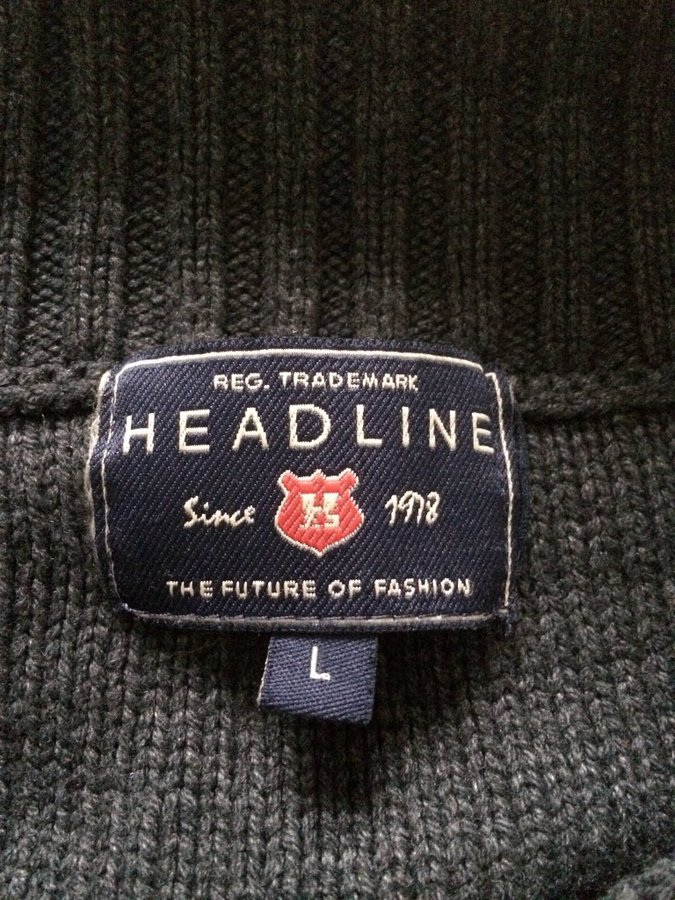 REG. TRADEMARK
HEADLINE
Since 1978
THE FUTURE OF FASHION
L